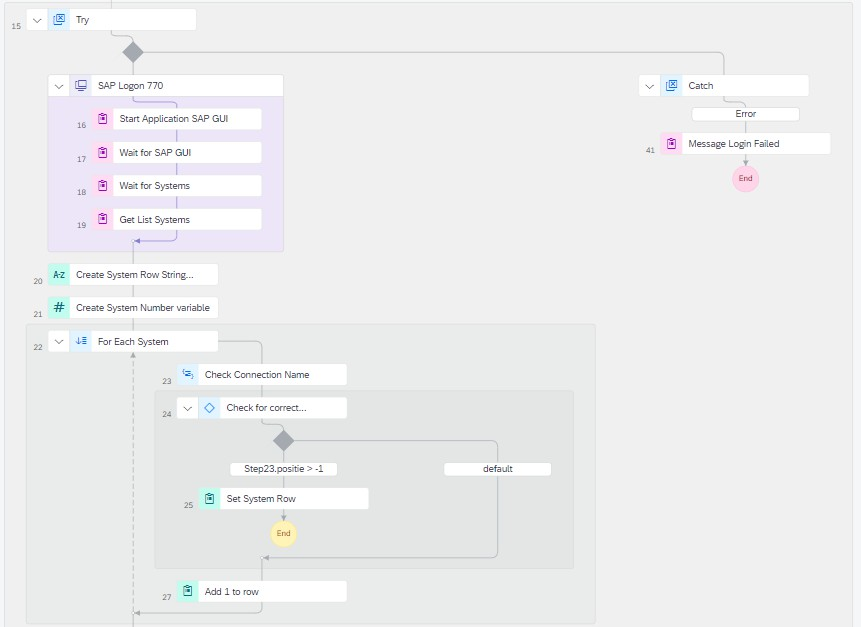 15 Try
SAP Logon 770
Catch
Error
16 Start Application SAP GUI
41 Message Login Failed
17 Wait for SAP GUI
End
18 Wait for Systems
19 Get List Systems
20 A-Z Create System Row String...
21 # Create System Number variable
22 For Each System
23 Check Connection Name
24 Check for correct...
Step23.positie > -1
default
25 Set System Row
End
27 Add 1 to row